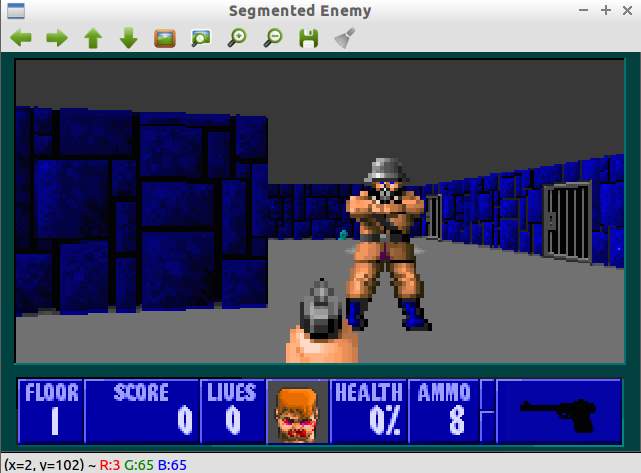 Segmented Enemy
FLOOR SCORE LIVES HEALTH AMMO
1 0 0 0% 8
(x=2, y=102) ~ R:3 G:65 B:65